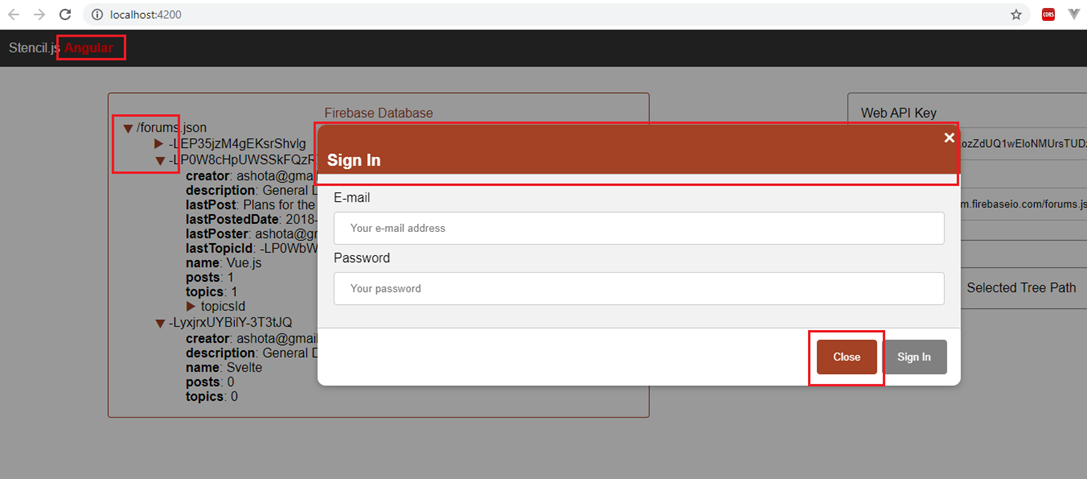 localhost:4200
CORS
Stencil.js Angular
Firebase Database
/forums.json
-LEP35jzM4gEKsrShvlg
-LP0W8cHpUWSSkFQzR
creator: ashota@gmai
description: General D
lastPost: Plans for the
lastPostedDate: 2018-
lastPoster: ashota@gm
lastTopicId: -LP0WbW
name: Vue.js
posts: 1
topics: 1
topicsId
-LyxjrxUYBilY-3T3tJQ
creator: ashota@gmail
description: General D
name: Svelte
posts: 0
topics: 0
Sign In
E-mail
Your e-mail address
Password
Your password
Close
Sign In
Web API Key
ozZdUQ1wEloNMUrsTUDz
m.firebaseio.com/forums.js
Selected Tree Path